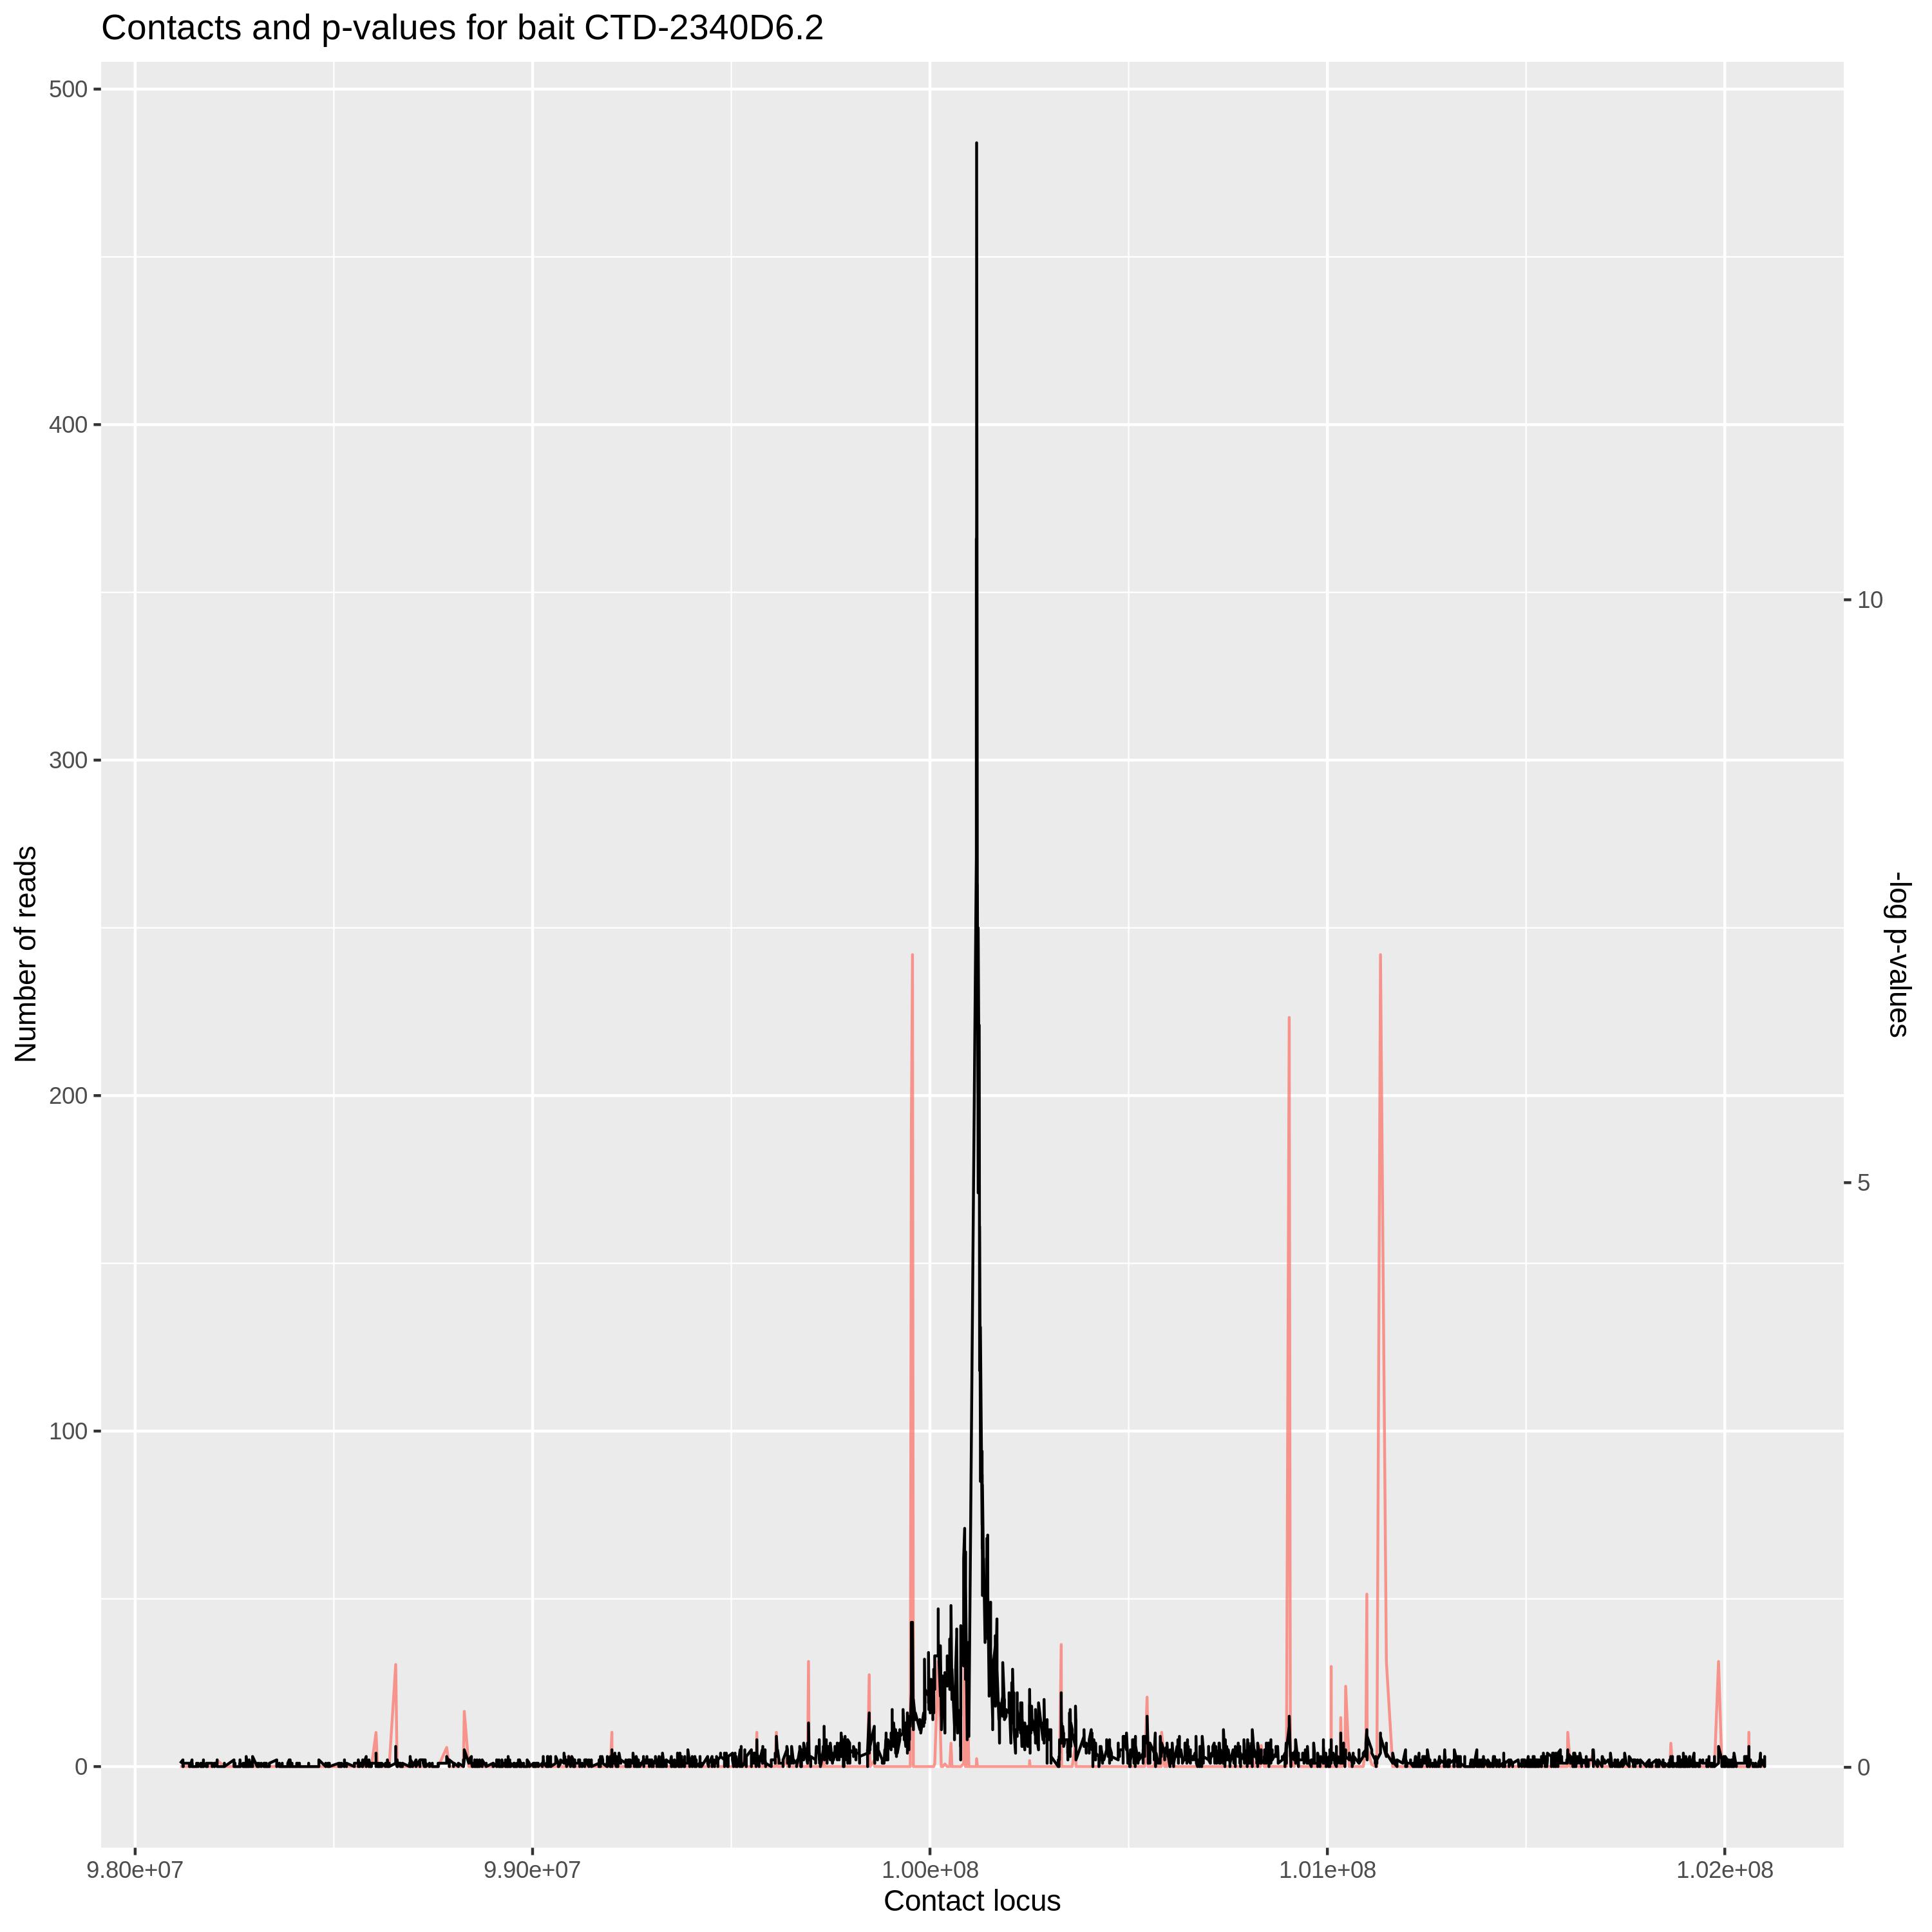 Contacts and p-values for bait CTD-2340D6.2
500
400
300
200
100
0
Number of reads
10
5
0
-log p-values
9.80e+07
9.90e+07
1.00e+08
1.01e+08
1.02e+08
Contact locus